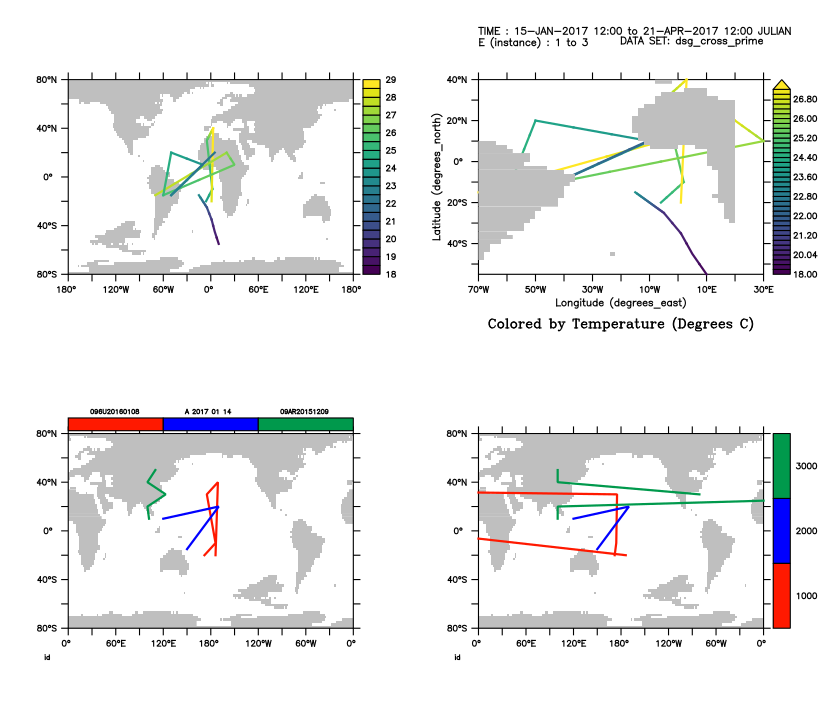 TIME : 15-JAN-2017 12:00 to 21-APR-2017 12:00 JULIAN
E (instance) : 1 to 3 DATA SET: dsg_cross_prime
80°N
40°N
0°
40°S
80°S
180° 120°W 60°W 0° 60°E 120°E 180°
29
28
27
26
25
24
23
22
21
20
19
18
40°N
20°N
0°
20°S
40°S
70°W 50°W 30°W 10°W 10°E 30°E
Latitude (degrees_north)
Longitude (degrees_east)
26.80
26.00
25.20
24.40
23.60
22.80
22.00
21.20
20.04
18.00
Colored by Temperature (Degrees C)
096U20160108 A 2017 01 14 09AR20151209
80°N
40°N
0°
40°S
80°S
0° 60°E 120°E 180° 120°W 60°W 0°
id
80°N
40°N
0°
40°S
80°S
0° 60°E 120°E 180° 120°W 60°W 0°
id
3000
2000
1000